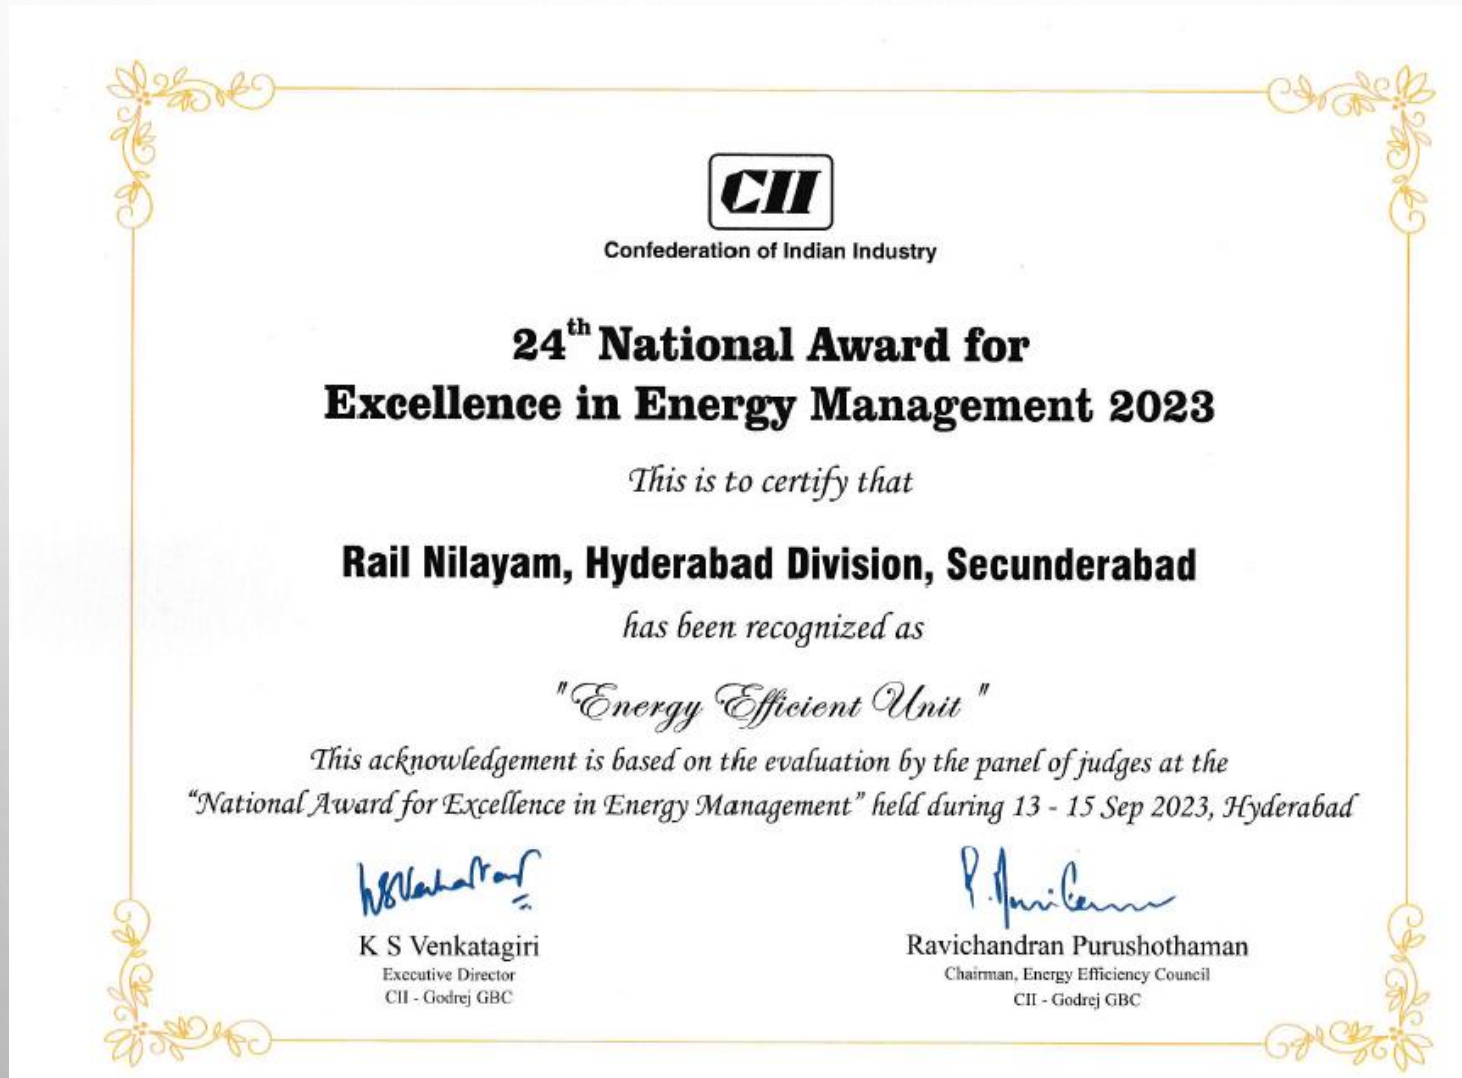 CII
Confederation of Indian Industry
24th National Award for
Excellence in Energy Management 2023
This is to certify that
Rail Nilayam, Hyderabad Division, Secunderabad
has been recognized as
"Energy Efficient Unit "
This acknowledgement is based on the evaluation by the panel of judges at the
“National Award for Excellence in Energy Management” held during 13 - 15 Sep 2023, Hyderabad
K S Venkatagiri
Executive Director
CII - Godrej GBC
Ravichandran Purushothaman
Chairman, Energy Efficiency Council
CII - Godrej GBC